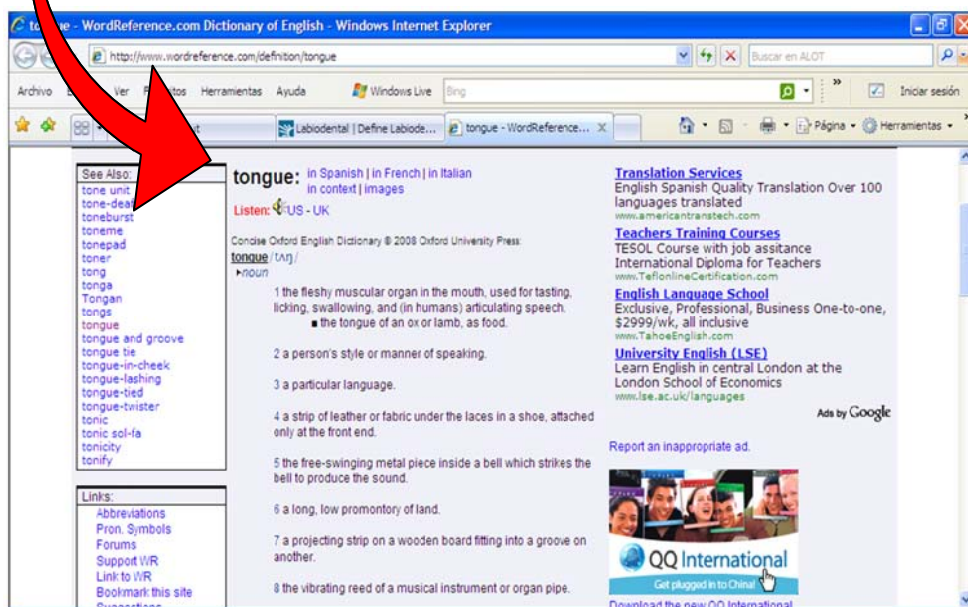 tongue - WordReference.com Dictionary of English - Windows Internet Explorer
http://www.wordreference.com/definition/tongue
Buscar en ALOT
Archivo Ver Herramientas Ayuda Windows Live Bing Iniciar sesión
Labiodental | Define Labiode... tongue - WordReference... X Página Herramientas
See Also:
tone unit
tone-deaf
toneburst
toneme
tonepad
toner
tong
tonga
Tongan
tongs
tongue
tongue and groove
tongue tie
tongue-in-cheek
tongue-lashing
tongue-tied
tongue-twister
tonic
tonic sol-fa
tonicity
tonify
Links:
Abbreviations
Pron. Symbols
Forums
Support WR
Link to WR
Bookmark this site
Suggestions
tongue: in Spanish | in French | in Italian
in context | images
Listen: US - UK
Concise Oxford English Dictionary © 2008 Oxford University Press:
tongue /tʌŋ/
▶noun
1 the fleshy muscular organ in the mouth, used for tasting,
licking, swallowing, and (in humans) articulating speech.
■ the tongue of an ox or lamb, as food.
2 a person's style or manner of speaking.
3 a particular language.
4 a strip of leather or fabric under the laces in a shoe, attached
only at the front end.
5 the free-swinging metal piece inside a bell which strikes the
bell to produce the sound.
6 a long, low promontory of land.
7 a projecting strip on a wooden board fitting into a groove on
another.
8 the vibrating reed of a musical instrument or organ pipe.
Translation Services
English Spanish Quality Translation Over 100
languages translated
www.americantranstech.com
Teachers Training Courses
TESOL Course with job assitance
International Diploma for Teachers
www.TeflonlineCertification.com
English Language School
Exclusive, Professional, Business One-to-one,
$2999/wk, all inclusive
www.TahoeEnglish.com
University English (LSE)
Learn English in central London at the
London School of Economics
www.lse.ac.uk/languages
Ads by Google
Report an inappropriate ad.
QQ International
Get plugged in to China!
Download the new QQ International